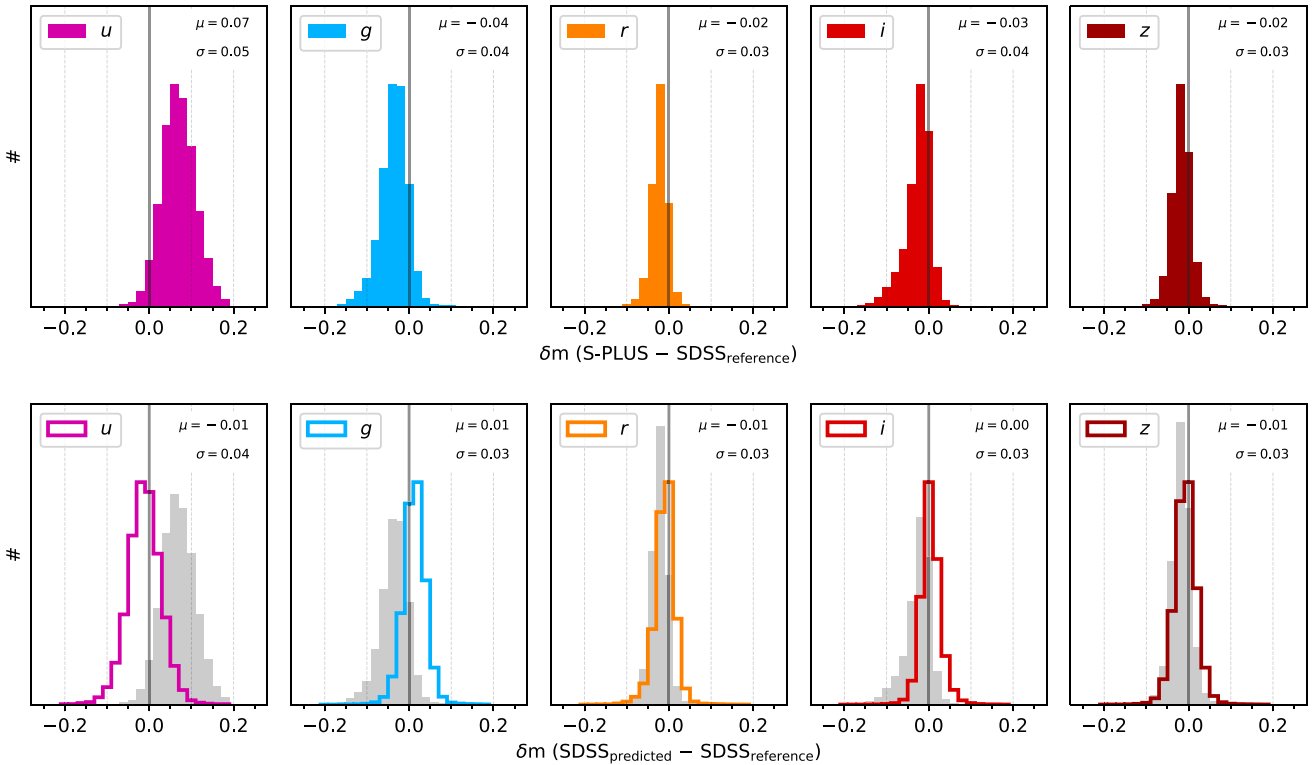 u μ = 0.07 g μ = −0.04 r μ = −0.02 i μ = −0.03 z μ = −0.02
σ = 0.05 σ = 0.04 σ = 0.03 σ = 0.04 σ = 0.03
#
−0.2 0.0 0.2 −0.2 0.0 0.2 −0.2 0.0 0.2 −0.2 0.0 0.2 −0.2 0.0 0.2
δm (S-PLUS − SDSSreference)
u μ = −0.01 g μ = 0.01 r μ = −0.01 i μ = 0.00 z μ = −0.01
σ = 0.04 σ = 0.03 σ = 0.03 σ = 0.03 σ = 0.03
#
−0.2 0.0 0.2 −0.2 0.0 0.2 −0.2 0.0 0.2 −0.2 0.0 0.2 −0.2 0.0 0.2
δm (SDSSpredicted − SDSSreference)